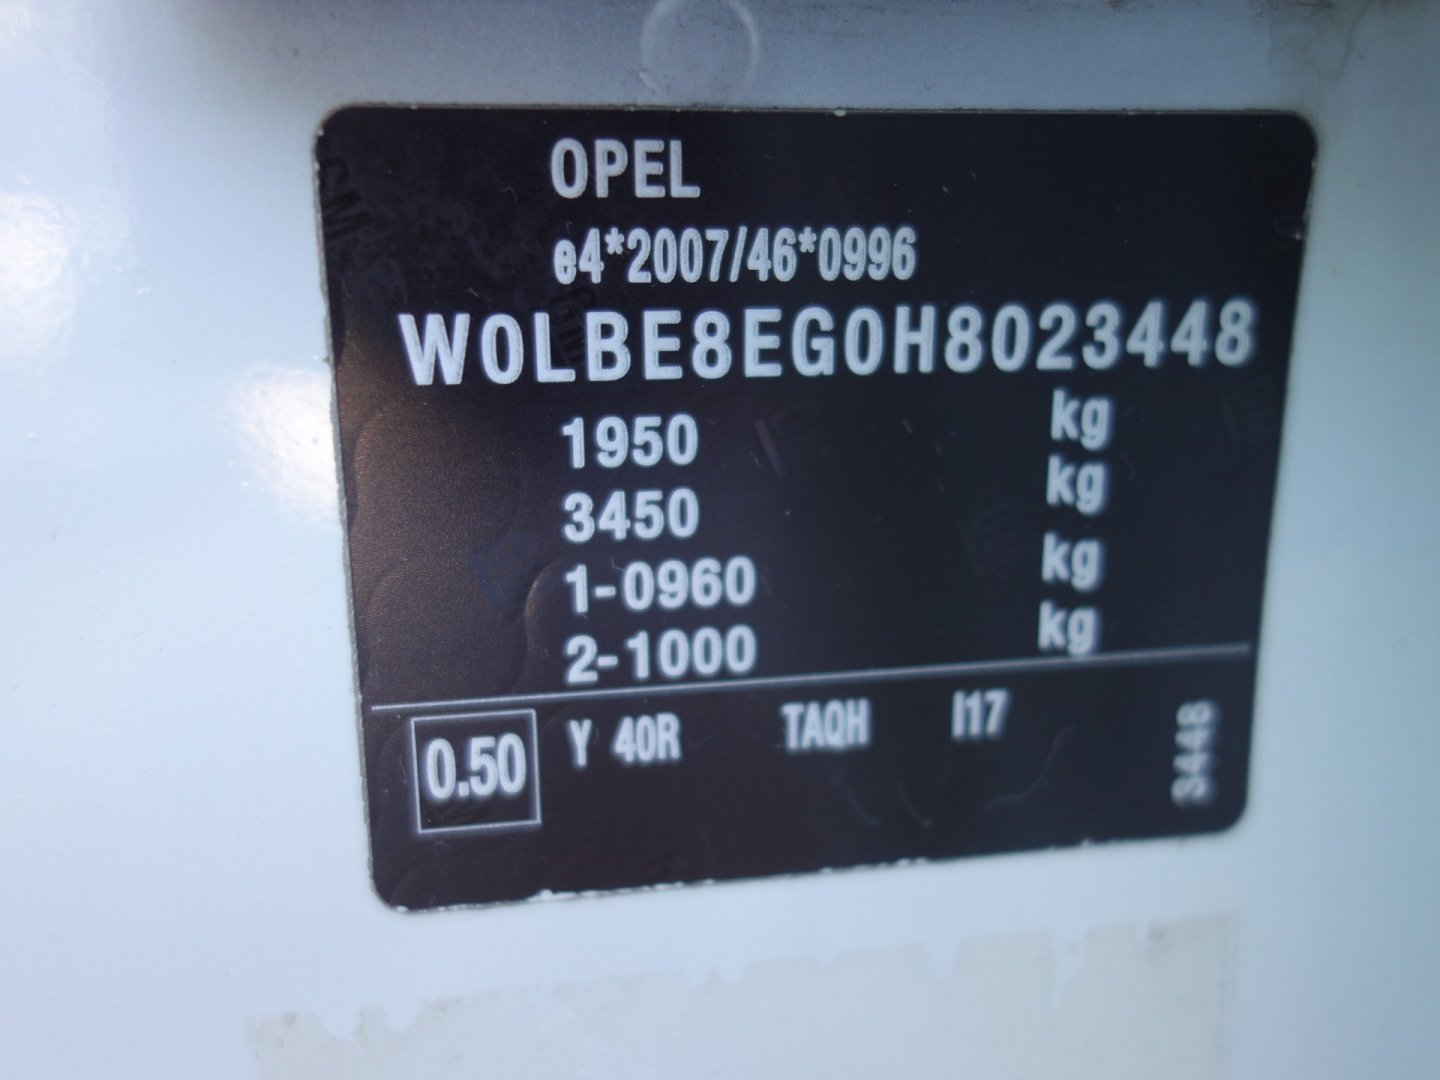 OPEL
e4*2007/46*0996
W0LBE8EG0H8023448
1950 kg
3450 kg
1-0960 kg
2-1000 kg
0.50 Y 40R TAQH I17
3448
GM